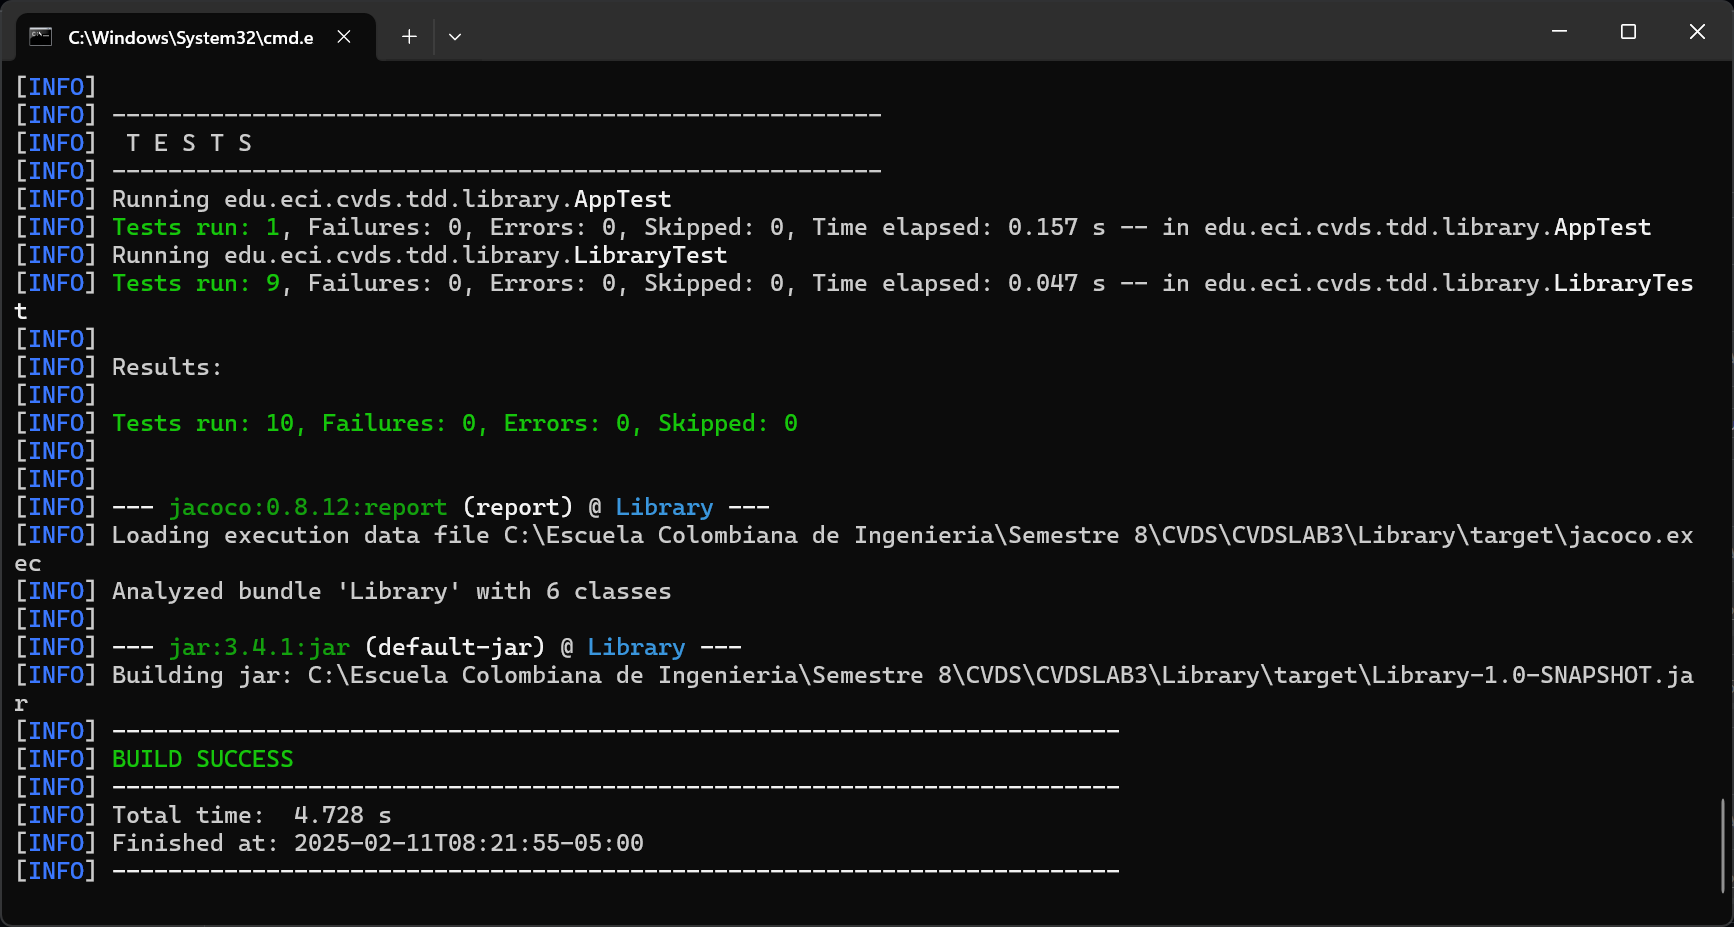 C:\Windows\System32\cmd.e
[INFO]
[INFO] -------------------------------------------------------
[INFO]  T E S T S
[INFO] -------------------------------------------------------
[INFO] Running edu.eci.cvds.tdd.library.AppTest
[INFO] Tests run: 1, Failures: 0, Errors: 0, Skipped: 0, Time elapsed: 0.157 s -- in edu.eci.cvds.tdd.library.AppTest
[INFO] Running edu.eci.cvds.tdd.library.LibraryTest
[INFO] Tests run: 9, Failures: 0, Errors: 0, Skipped: 0, Time elapsed: 0.047 s -- in edu.eci.cvds.tdd.library.LibraryTes
t
[INFO]
[INFO] Results:
[INFO]
[INFO] Tests run: 10, Failures: 0, Errors: 0, Skipped: 0
[INFO]
[INFO]
[INFO] --- jacoco:0.8.12:report (report) @ Library ---
[INFO] Loading execution data file C:\Escuela Colombiana de Ingenieria\Semestre 8\CVDS\CVDSLAB3\Library\target\jacoco.ex
ec
[INFO] Analyzed bundle 'Library' with 6 classes
[INFO]
[INFO] --- jar:3.4.1:jar (default-jar) @ Library ---
[INFO] Building jar: C:\Escuela Colombiana de Ingenieria\Semestre 8\CVDS\CVDSLAB3\Library\target\Library-1.0-SNAPSHOT.ja
r
[INFO] ------------------------------------------------------------------------
[INFO] BUILD SUCCESS
[INFO] ------------------------------------------------------------------------
[INFO] Total time:  4.728 s
[INFO] Finished at: 2025-02-11T08:21:55-05:00
[INFO] ------------------------------------------------------------------------